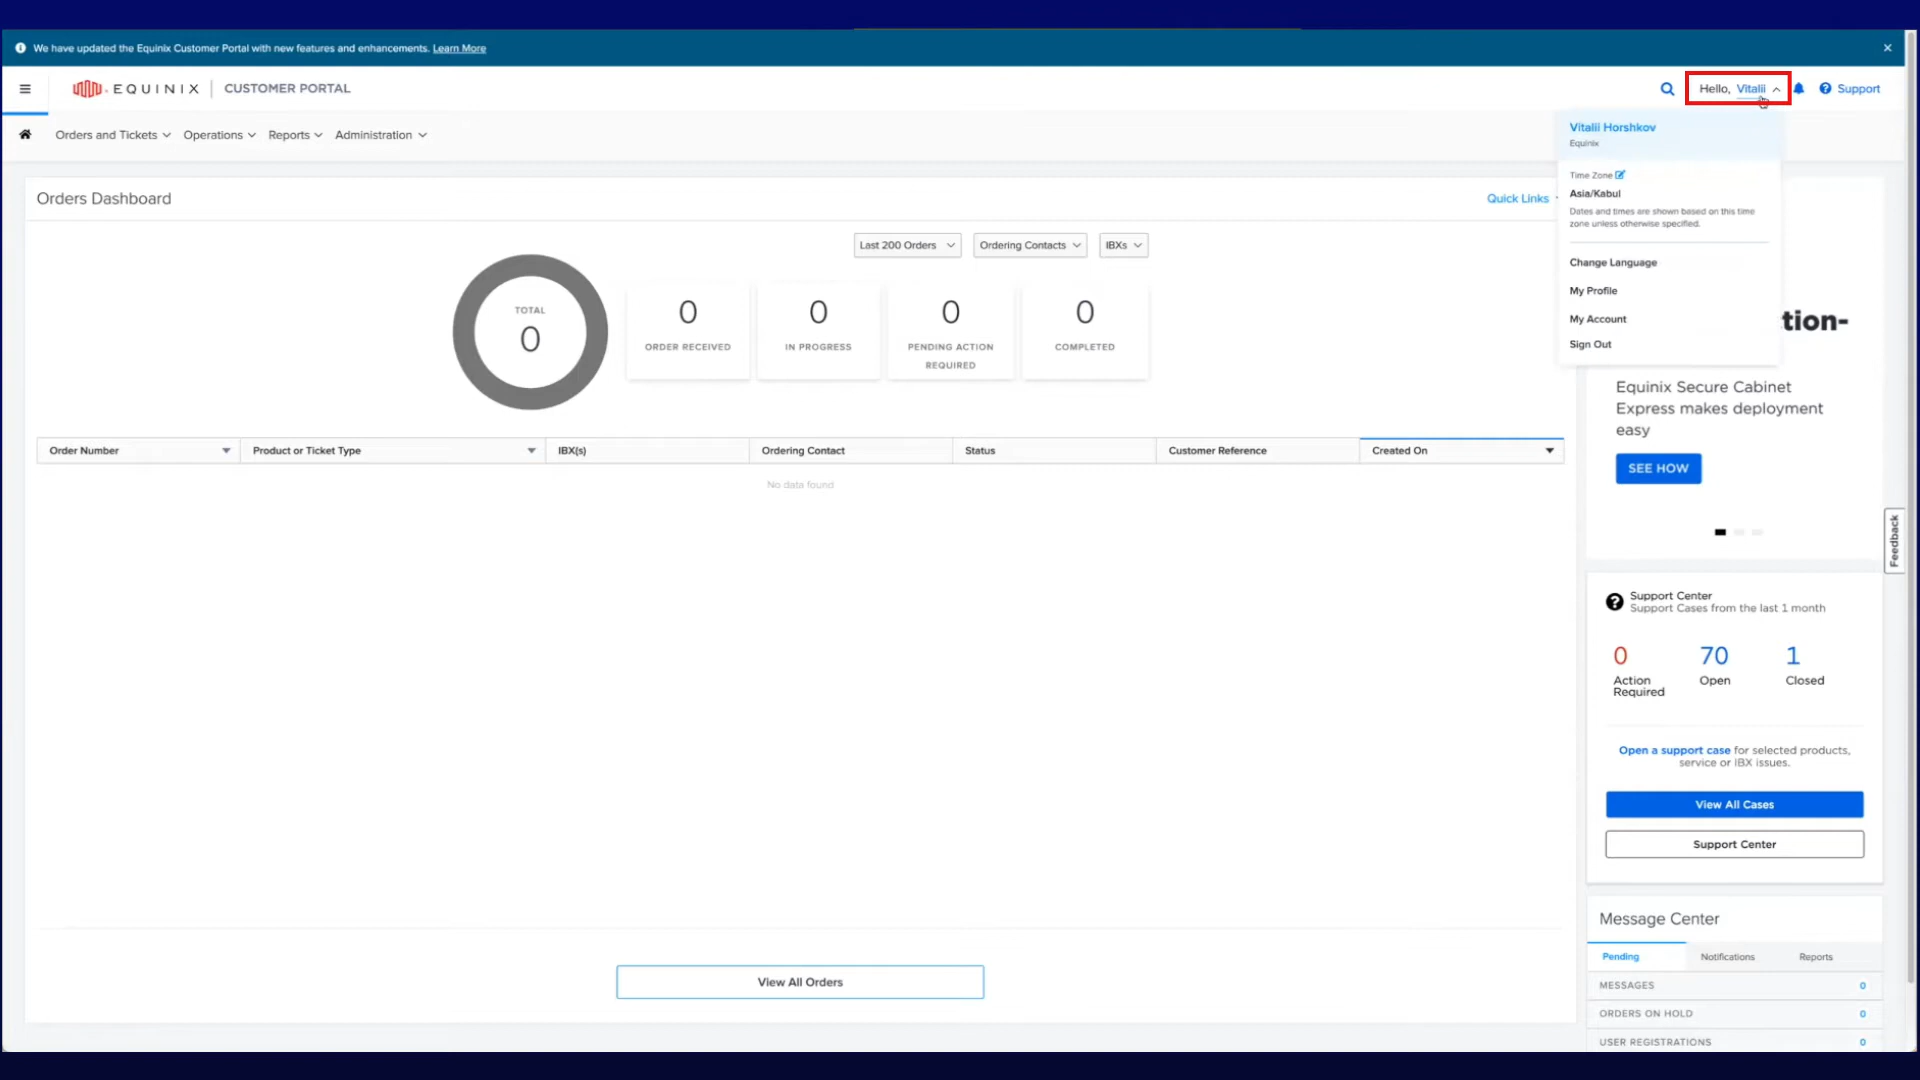 We have updated the Equinix Customer Portal with new features and enhancements. Learn More
EQUINIX | CUSTOMER PORTAL
Hello, Vitalii
Support
Orders and Tickets
Operations
Reports
Administration
Vitalii Horshkov
Equinix
Time Zone
Asia/Kabul
Dates and times are shown based on this time
zone unless otherwise specified.
Change Language
My Profile
My Account
Sign Out
Orders Dashboard
Quick Links
Last 200 Orders
Ordering Contacts
IBXs
TOTAL
0
0
ORDER RECEIVED
0
IN PROGRESS
0
PENDING ACTION
REQUIRED
0
COMPLETED
tion-
Equinix Secure Cabinet
Express makes deployment
easy
SEE HOW
Order Number
Product or Ticket Type
IBX(s)
Ordering Contact
Status
Customer Reference
Created On
No data found
Feedback
Support Center
Support Cases from the last 1 month
0
Action
Required
70
Open
1
Closed
Open a support case for selected products,
service or IBX issues.
View All Cases
Support Center
View All Orders
Message Center
Pending
Notifications
Reports
MESSAGES 0
ORDERS ON HOLD 0
USER REGISTRATIONS 0